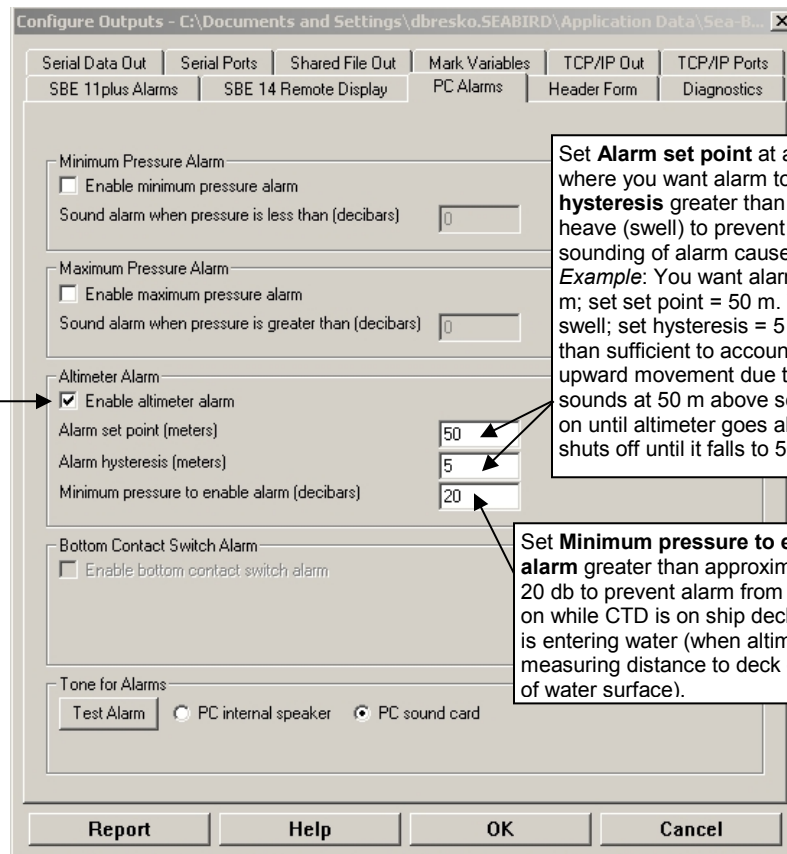 Configure Outputs - C:\Documents and Settings\dbresko.SEABIRD\Application Data\Sea-B...
Serial Data Out Serial Ports Shared File Out Mark Variables TCP/IP Out TCP/IP Ports
SBE 11plus Alarms SBE 14 Remote Display PC Alarms Header Form Diagnostics
Minimum Pressure Alarm
Enable minimum pressure alarm
Sound alarm when pressure is less than (decibars) 0
Maximum Pressure Alarm
Enable maximum pressure alarm
Sound alarm when pressure is greater than (decibars) 0
Altimeter Alarm
Enable altimeter alarm
Alarm set point (meters) 50
Alarm hysteresis (meters) 5
Minimum pressure to enable alarm (decibars) 20
Bottom Contact Switch Alarm
Enable bottom contact switch alarm
Tone for Alarms
Test Alarm PC internal speaker PC sound card
Report Help OK Cancel
Set Alarm set point at a
where you want alarm to
hysteresis greater than
heave (swell) to prevent
sounding of alarm cause
Example: You want alarm
m; set set point = 50 m.
swell; set hysteresis = 5
than sufficient to accoun
upward movement due t
sounds at 50 m above s
on until altimeter goes a
shuts off until it falls to 5
Set Minimum pressure to e
alarm greater than approxim
20 db to prevent alarm from
on while CTD is on ship deck
is entering water (when altim
measuring distance to deck
of water surface).